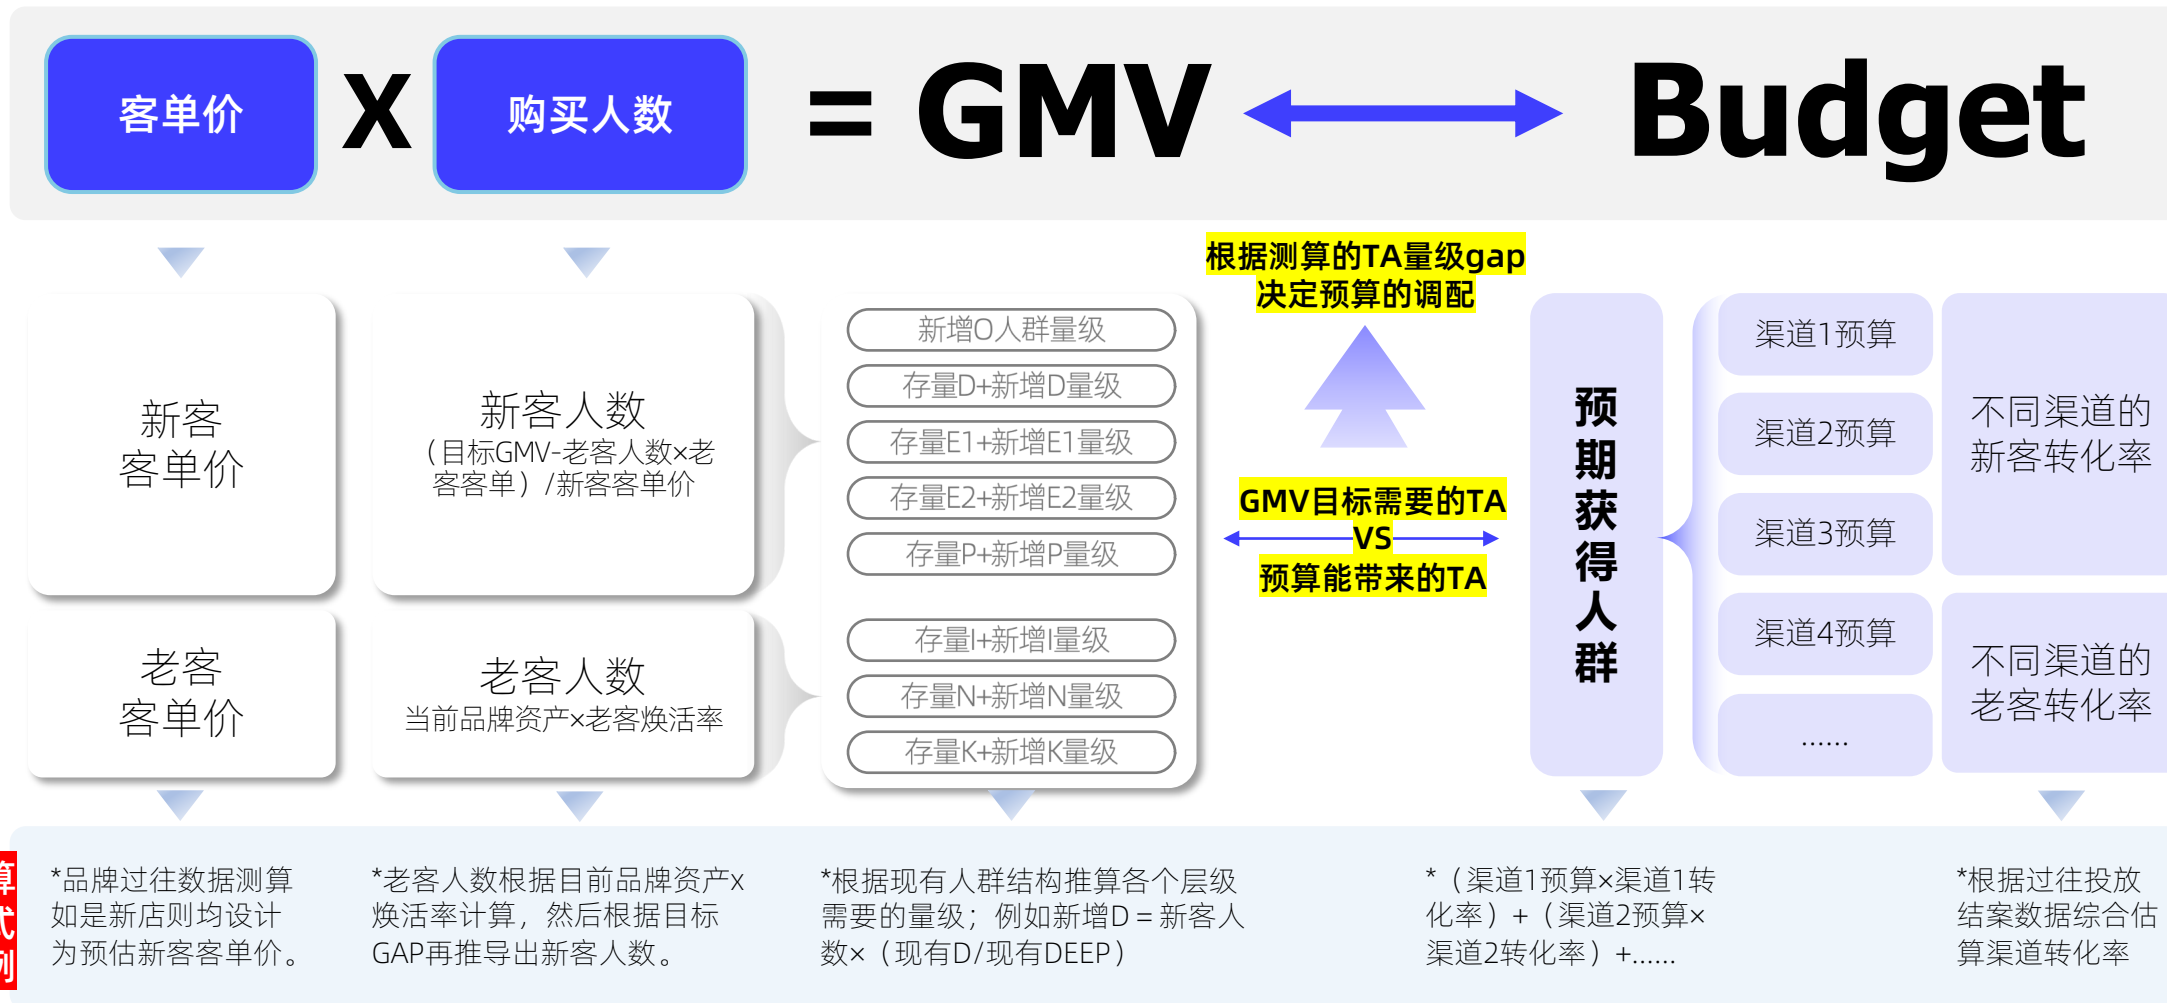 客单价 X 购买人数 = GMV Budget
根据测算的TA量级gap
决定预算的调配
新客
客单价
新客人数
（目标GMV-老客人数×老
客客单）/新客客单价
新增O人群量级
存量D+新增D量级
存量E1+新增E1量级
存量E2+新增E2量级
存量P+新增P量级
老客
客单价
老客人数
当前品牌资产×老客焕活率
存量I+新增I量级
存量N+新增N量级
存量K+新增K量级
GMV目标需要的TA
VS
预算能带来的TA
预
期
获
得
人
群
渠道1预算
渠道2预算
渠道3预算
渠道4预算
......
不同渠道的
新客转化率
不同渠道的
老客转化率
算
式
例
*品牌过往数据测算
如是新店则均设计
为预估新客客单价。
*老客人数根据目前品牌资产x
焕活率计算，然后根据目标
GAP再推导出新客人数。
*根据现有人群结构推算各个层级
需要的量级；例如新增D＝新客人
数×（现有D/现有DEEP）
*（渠道1预算×渠道1转
化率）+（渠道2预算×
渠道2转化率）+......
*根据过往投放
结案数据综合估
算渠道转化率